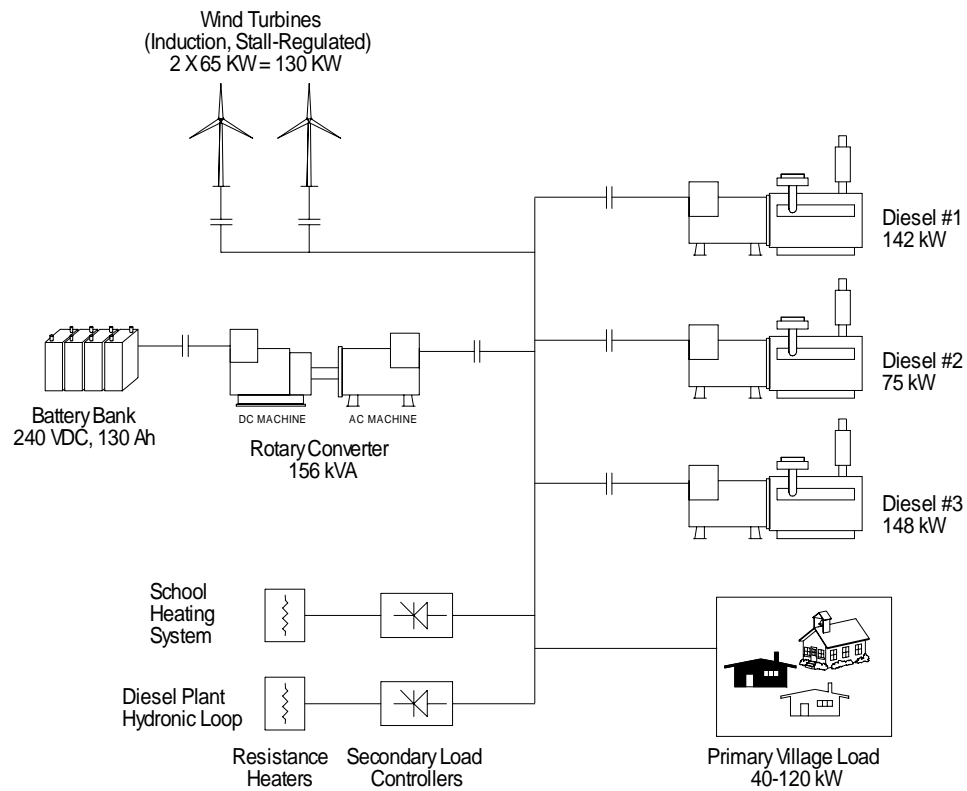 Wind Turbines
(Induction, Stall-Regulated)
2 X 65 KW = 130 KW
Diesel #1
142 kW
Battery Bank
240 VDC, 130 Ah
DC MACHINE
AC MACHINE
Rotary Converter
156 kVA
Diesel #2
75 kW
Diesel #3
148 kW
School
Heating
System
Diesel Plant
Hydronic Loop
Resistance
Heaters
Secondary Load
Controllers
Primary Village Load
40-120 kW